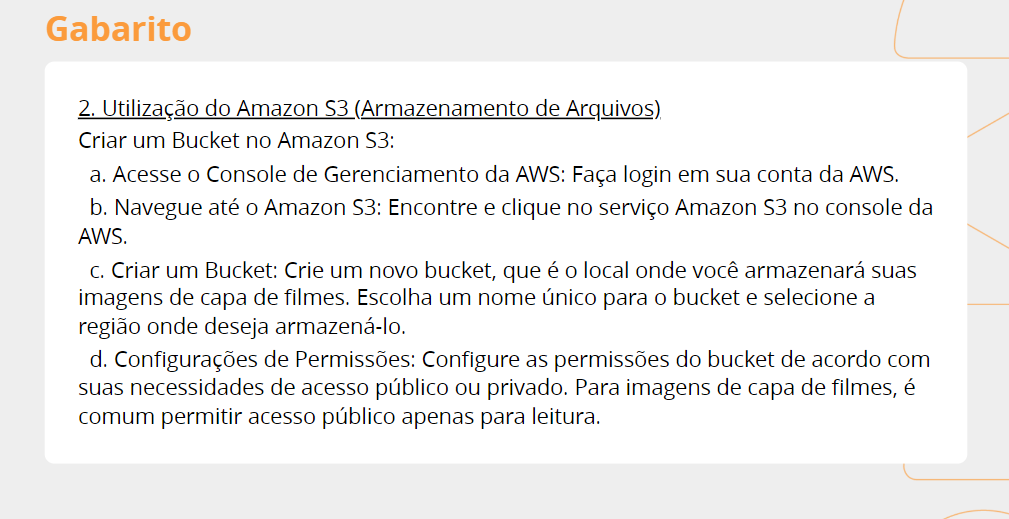 Gabarito
2. Utilização do Amazon S3 (Armazenamento de Arquivos)
Criar um Bucket no Amazon S3:
a. Acesse o Console de Gerenciamento da AWS: Faça login em sua conta da AWS.
b. Navegue até o Amazon S3: Encontre e clique no serviço Amazon S3 no console da
AWS.
c. Criar um Bucket: Crie um novo bucket, que é o local onde você armazenará suas
imagens de capa de filmes. Escolha um nome único para o bucket e selecione a
região onde deseja armazená-lo.
d. Configurações de Permissões: Configure as permissões do bucket de acordo com
suas necessidades de acesso público ou privado. Para imagens de capa de filmes, é
comum permitir acesso público apenas para leitura.